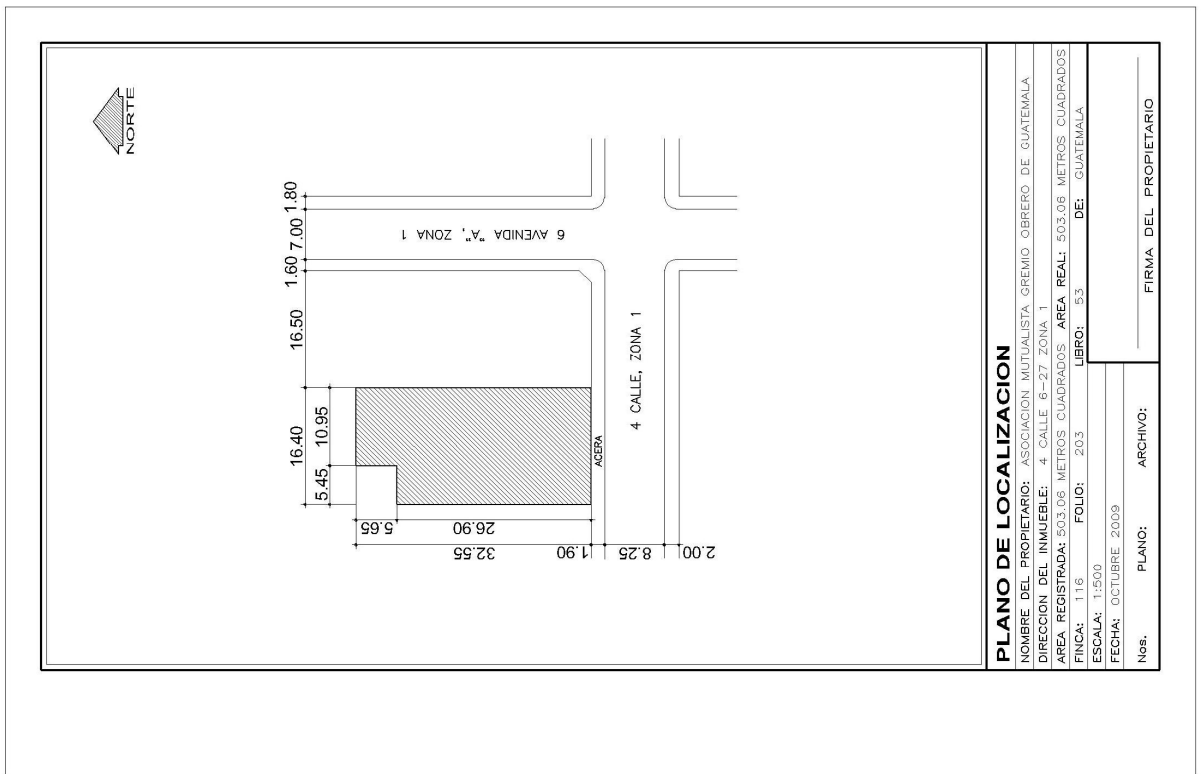 NORTE
1.60 7.00 1.80
16.50
16.40
5.45 10.95
5.65
26.90
32.55
1.90
8.25
2.00
6 AVENIDA "A", ZONA 1
4 CALLE, ZONA 1
ACERA
PLANO DE LOCALIZACION
NOMBRE DEL PROPIETARIO: ASOCIACION MUTUALISTA GREMIO OBRERO DE GUATEMALA
DIRECCION DEL INMUEBLE: 4 CALLE 6-27 ZONA 1
AREA REGISTRADA: 503.06 METROS CUADRADOS AREA REAL: 503.06 METROS CUADRADOS
FINCA: 116 FOLIO: 203 LIBRO: 53 DE: GUATEMALA
ESCALA: 1:500
FECHA: OCTUBRE 2009
Nos. PLANO: ARCHIVO:
FIRMA DEL PROPIETARIO